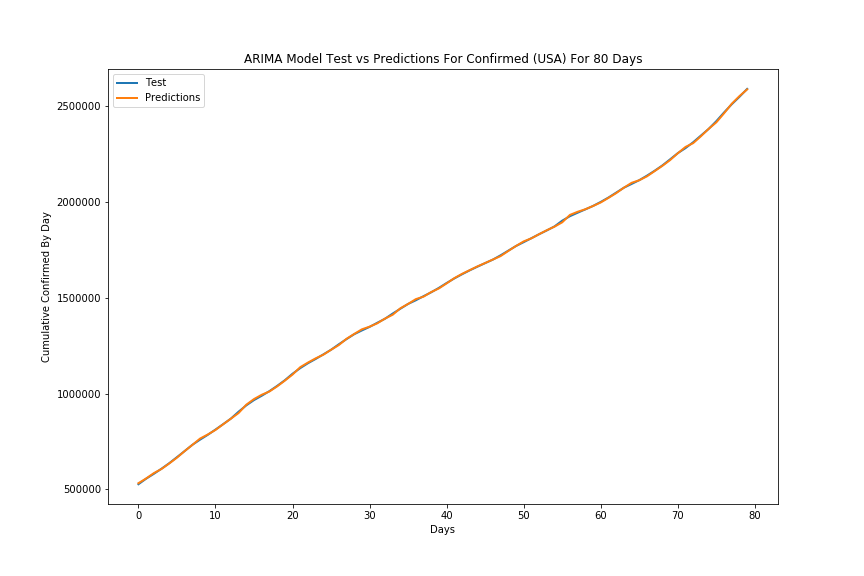 ARIMA Model Test vs Predictions For Confirmed (USA) For 80 Days
Test
Predictions
Cumulative Confirmed By Day
2500000
2000000
1500000
1000000
500000
0 10 20 30 40 50 60 70 80
Days